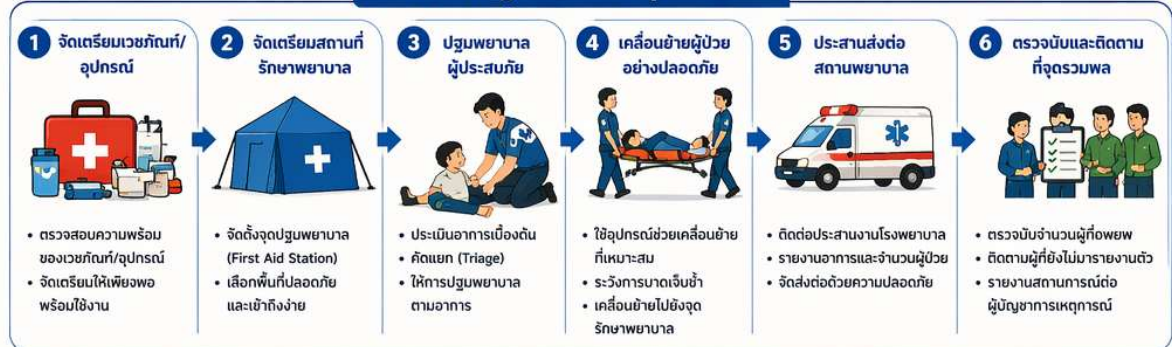 1 จัดเตรียมเวชภัณฑ์/
อุปกรณ์
ตรวจสอบความพร้อม
ของเวชภัณฑ์/อุปกรณ์
จัดเตรียมให้เพียงพอ
พร้อมใช้งาน
2 จัดเตรียมสถานที่
รักษาพยาบาล
จัดตั้งจุดปฐมพยาบาล
(First Aid Station)
เลือกพื้นที่ปลอดภัย
และเข้าถึงง่าย
3 ปฐมพยาบาล
ผู้ประสบภัย
ประเมินอาการเบื้องต้น
คัดแยก (Triage)
ให้การปฐมพยาบาล
ตามอาการ
4 เคลื่อนย้ายผู้ป่วย
อย่างปลอดภัย
ใช้อุปกรณ์ช่วยเคลื่อนย้าย
ที่เหมาะสม
ระวังการบาดเจ็บซ้ำ
เคลื่อนย้ายไปยังจุด
รักษาพยาบาล
5 ประสานส่งต่อ
สถานพยาบาล
ติดต่อประสานงานโรงพยาบาล
รายงานอาการและจำนวนผู้ป่วย
จัดส่งต่อด้วยความปลอดภัย
6 ตรวจนับและติดตาม
ที่จุดรวมพล
ตรวจนับจำนวนผู้ที่อพยพ
ติดตามผู้ที่ยังไม่มารายงานตัว
รายงานสถานการณ์ต่อ
ผู้บัญชาการเหตุการณ์